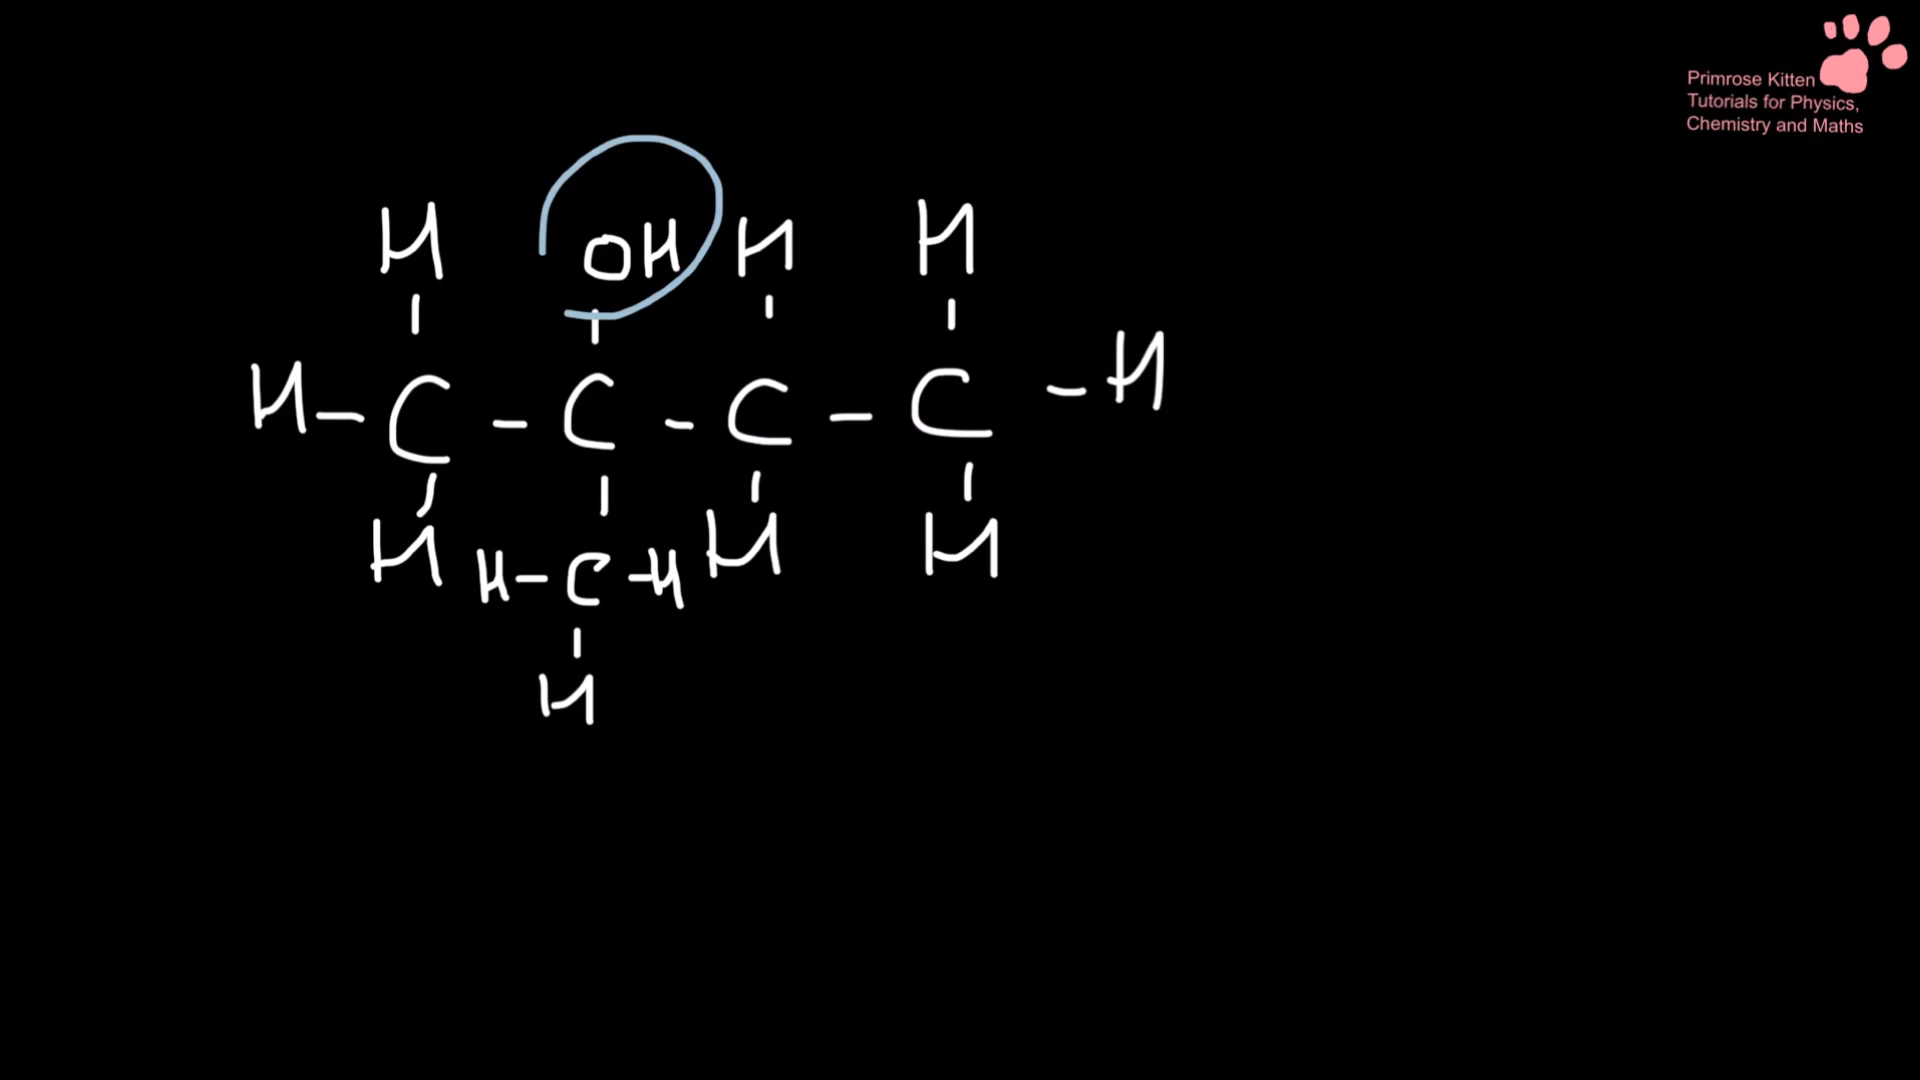 Primrose Kitten
Tutorials for Physics,
Chemistry and Maths
H OH H H
H - C - C - C - C - H
H H - C - H H H
H